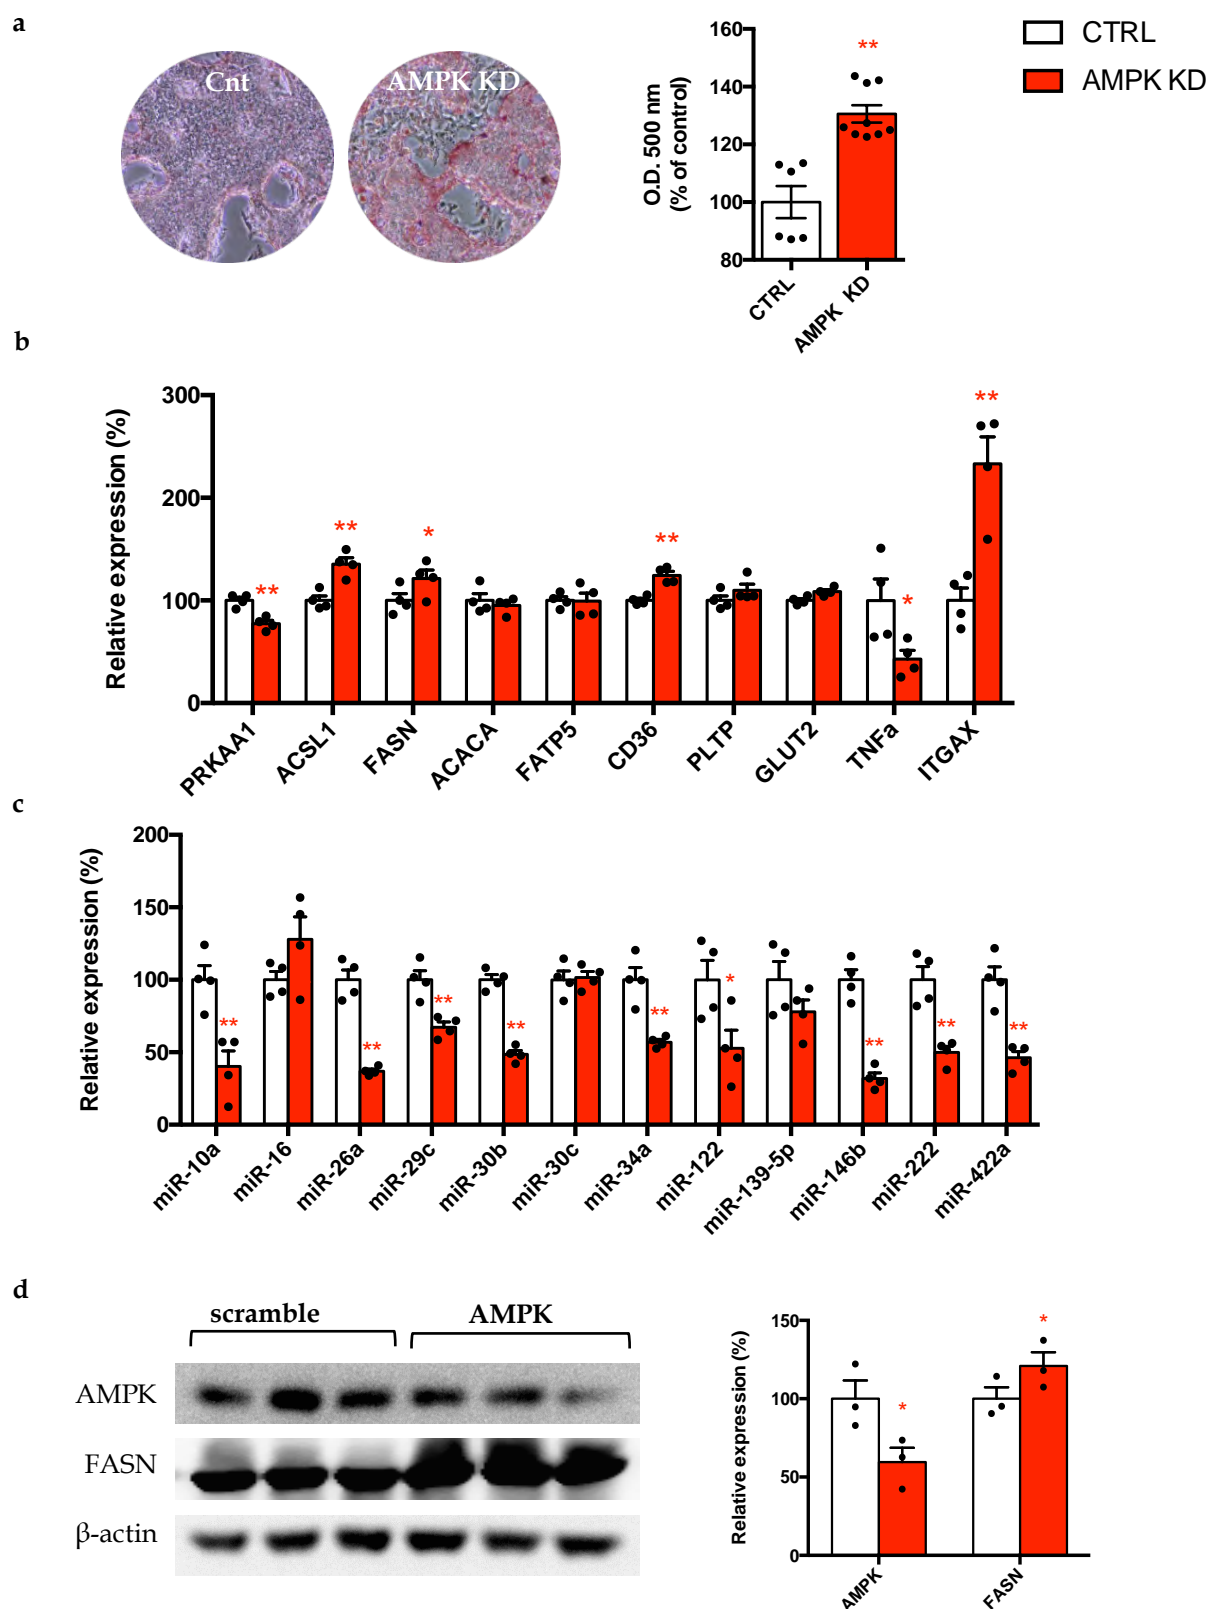 a
Cnt
AMPK KD
O.D. 500 nm
(% of control)
160
140
120
100
80
**
CTRL
AMPK KD
CTRL
AMPK KD
b
Relative expression (%)
300
200
100
0
**
**
*
**
*
**
PRKAA1
ACSL1
FASN
ACACA
FATP5
CD36
PLTP
GLUT2
TNFa
ITGAX
c
Relative expression (%)
200
150
100
50
0
**
**
**
**
**
*
**
**
**
miR-10a
miR-16
miR-26a
miR-29c
miR-30b
miR-30c
miR-34a
miR-122
miR-139-5p
miR-146b
miR-222
miR-422a
d
scramble
AMPK
AMPK
FASN
β-actin
Relative expression (%)
150
100
50
0
*
*
AMPK
FASN